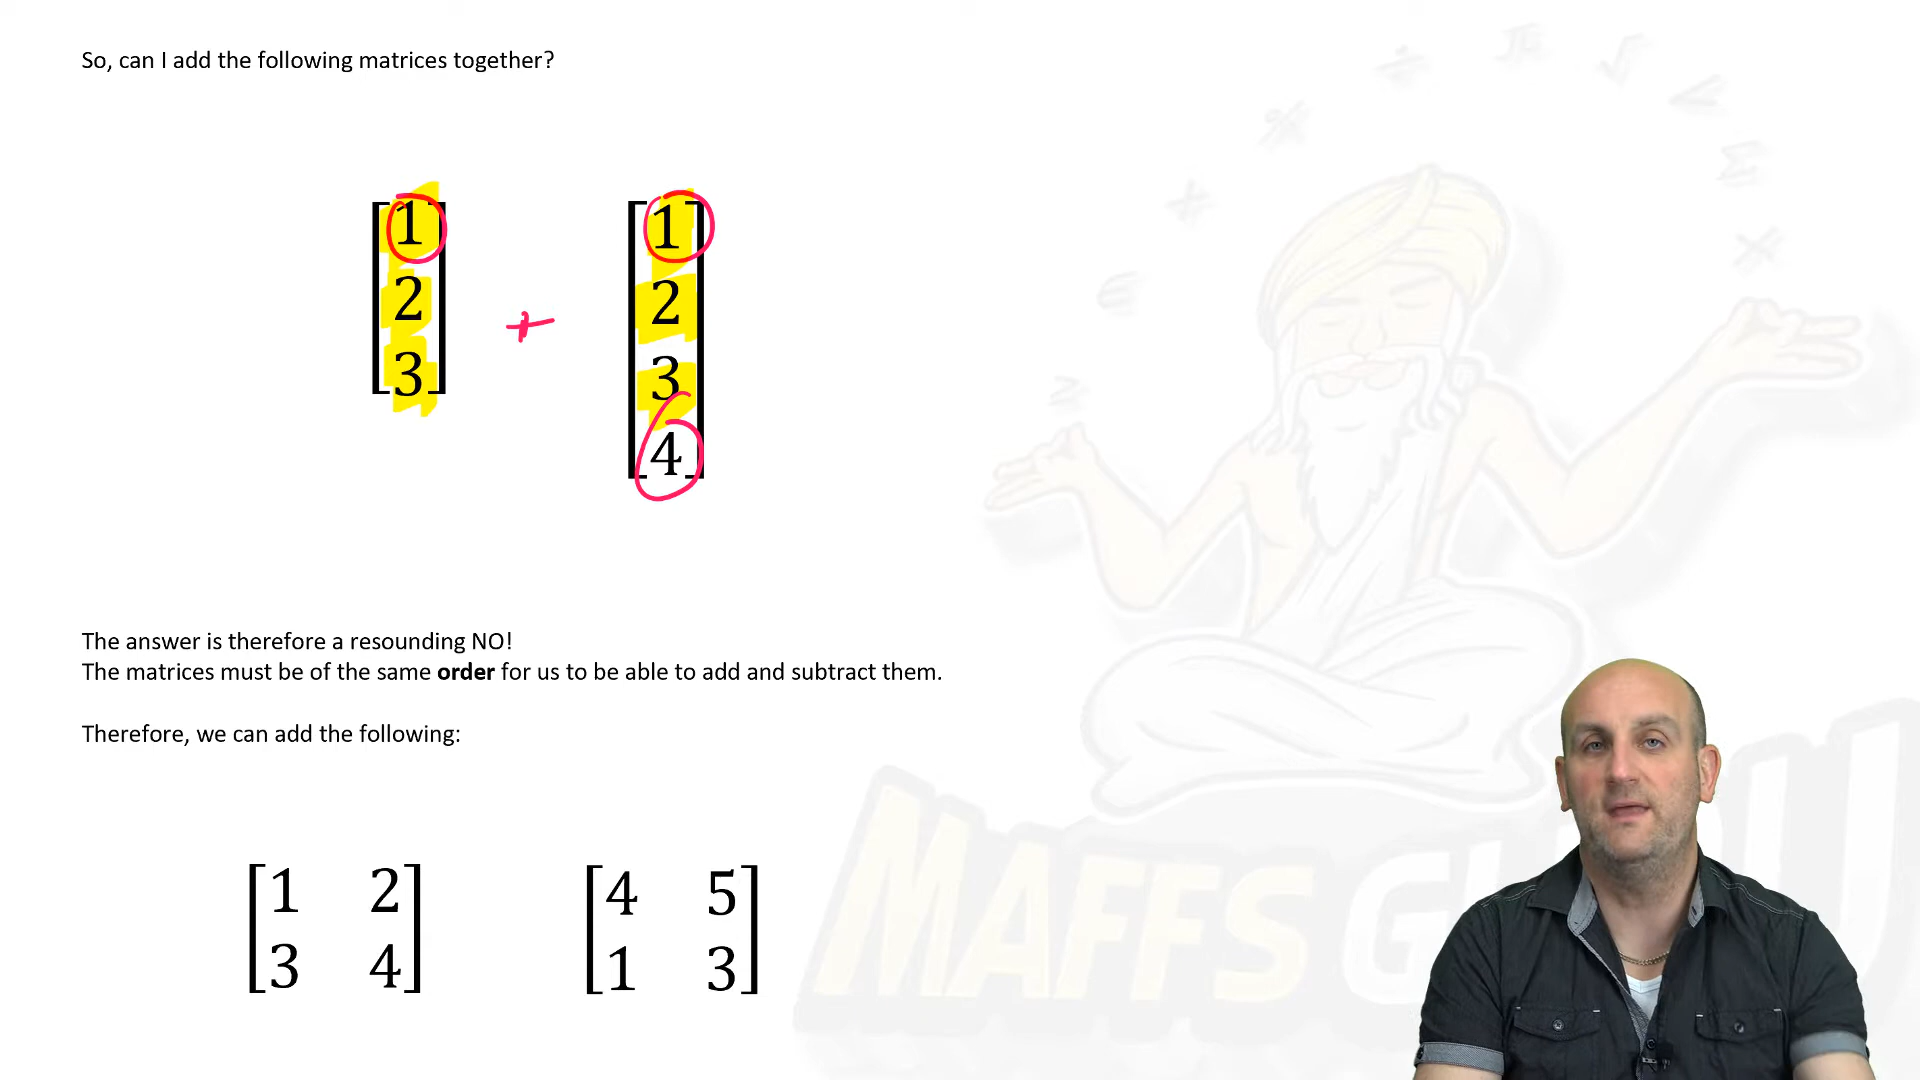 So, can I add the following matrices together?
[1] + [1]
[2] [2]
[3] [3]
[4]
The answer is therefore a resounding NO!
The matrices must be of the same order for us to be able to add and subtract them.
Therefore, we can add the following:
[1 2] [4 5]
[3 4] [1 3]
MAFFS GURU